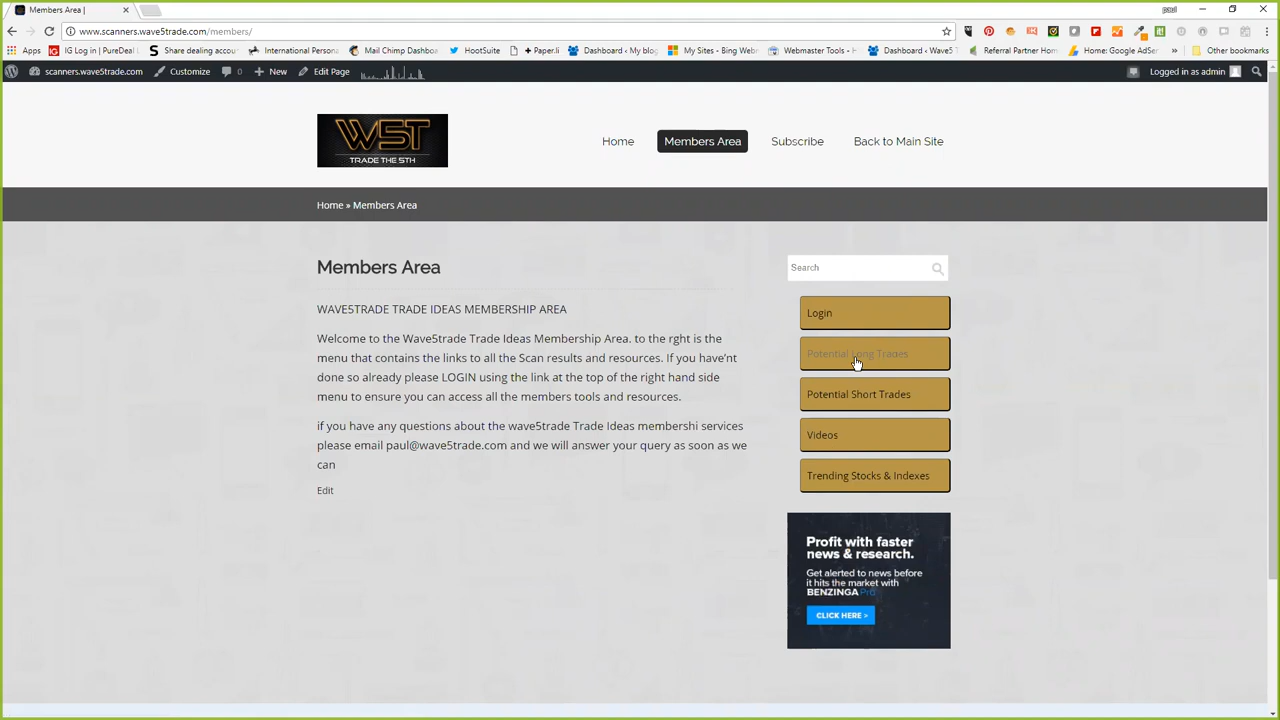 Members Area |
paul
www.scanners.wave5trade.com/members/
Apps
IG Log in | PureDeal
Share dealing accou
International Persona
Mail Chimp Dashboa
HootSuite
+ Paper.li
Dashboard ‹ My blog
My Sites - Bing Webr
Webmaster Tools -
Dashboard ‹ Wave5 T
Referral Partner Hom
Home: Google AdSer
»
Other bookmarks
scanners.wave5trade.com
Customize
0
New
Edit Page
Logged in as admin
W5T
TRADE THE 5TH
Home
Members Area
Subscribe
Back to Main Site
Home » Members Area
Members Area
WAVE5TRADE TRADE IDEAS MEMBERSHIP AREA
Welcome to the Wave5trade Trade Ideas Membership Area. to the rght is the
menu that contains the links to all the Scan results and resources. If you have'nt
done so already please LOGIN using the link at the top of the right hand side
menu to ensure you can access all the members tools and resources.
if you have any questions about the wave5trade Trade Ideas membershi services
please email paul@wave5trade.com and we will answer your query as soon as we
can
Edit
Search
Login
Potential Long Trades
Potential Short Trades
Videos
Trending Stocks & Indexes
Profit with faster
news & research.
Get alerted to news before
it hits the market with
BENZINGA Pro
CLICK HERE >